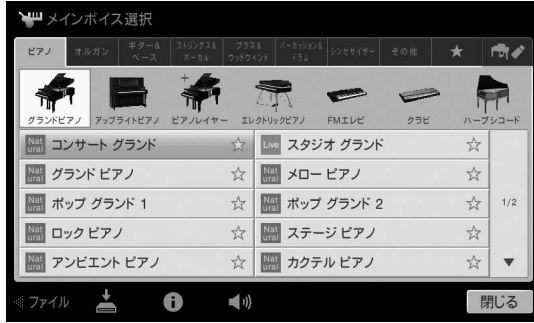 メインボイス選択
ピアノ オルガン ギター& ベース ストリングス& ボーカル ブラス& ウッドウインド パーカッション& ドラム シンセサイザー その他
グランドピアノ アップライトピアノ ピアノレイヤー エレクトリックピアノ FMエレピ クラビ ハープシコード
Natural コンサート グランド Live スタジオ グランド
Natural グランド ピアノ Natural メロー ピアノ
Natural ポップ グランド 1 Natural ポップ グランド 2 1/2
Natural ロック ピアノ Natural ステージ ピアノ
Natural アンビエント ピアノ Natural カクテル ピアノ
ファイル 閉じる